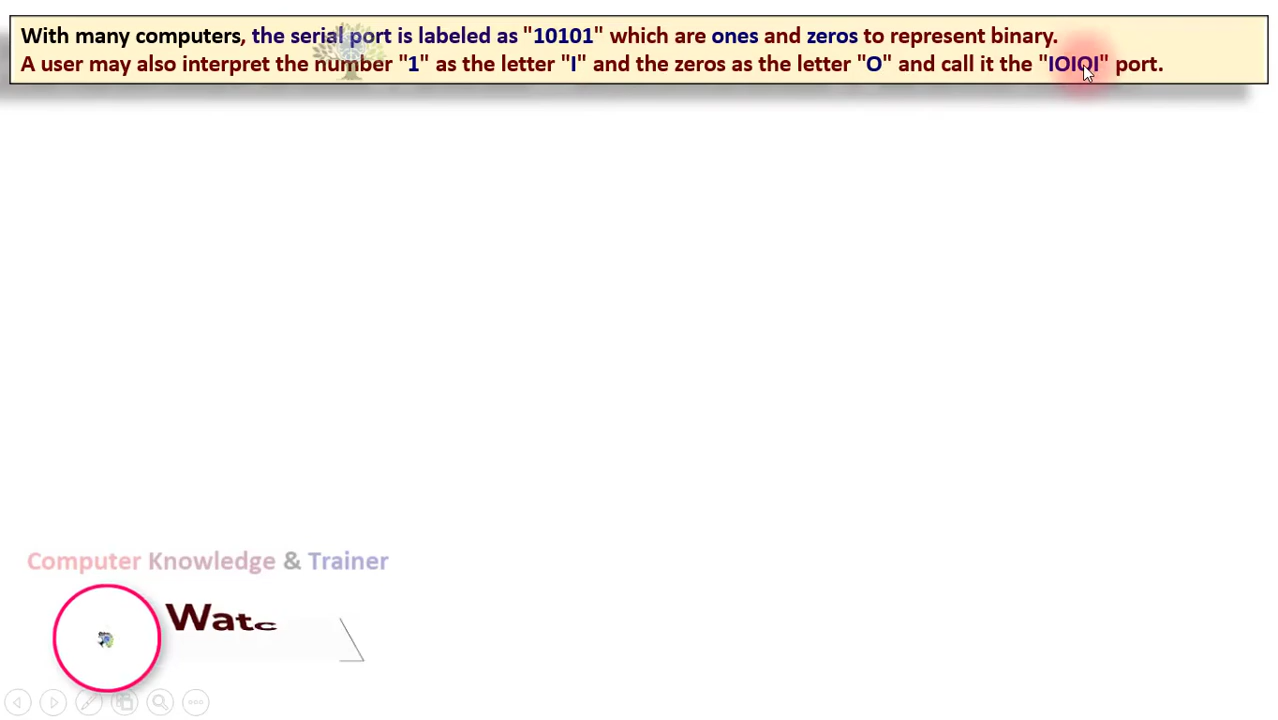 With many computers, the serial port is labeled as "10101" which are ones and zeros to represent binary.
A user may also interpret the number "1" as the letter "I" and the zeros as the letter "O" and call it the "IOIOI" port.
Computer Knowledge & Trainer
Watc